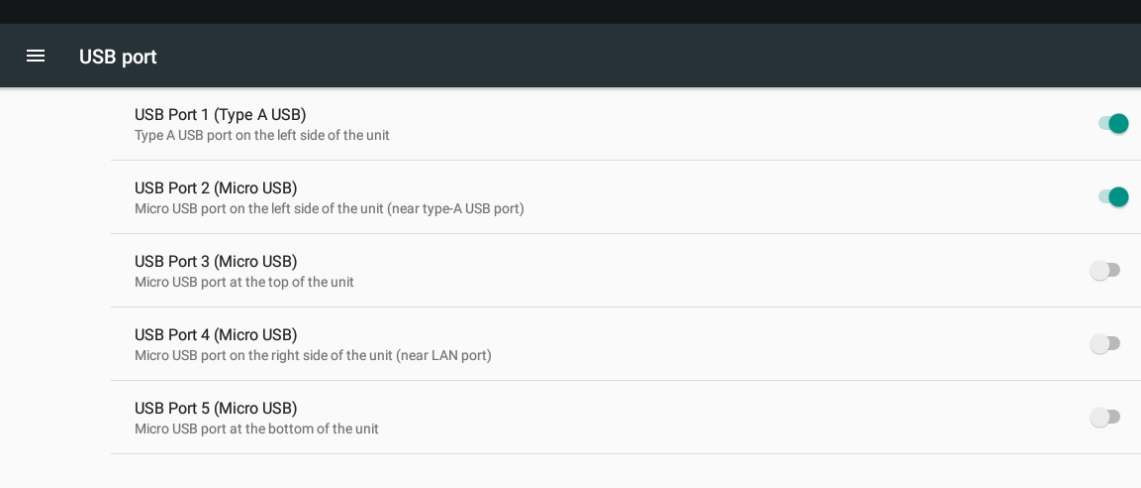 USB port
USB Port 1 (Type A USB)
Type A USB port on the left side of the unit
USB Port 2 (Micro USB)
Micro USB port on the left side of the unit (near type-A USB port)
USB Port 3 (Micro USB)
Micro USB port at the top of the unit
USB Port 4 (Micro USB)
Micro USB port on the right side of the unit (near LAN port)
USB Port 5 (Micro USB)
Micro USB port at the bottom of the unit